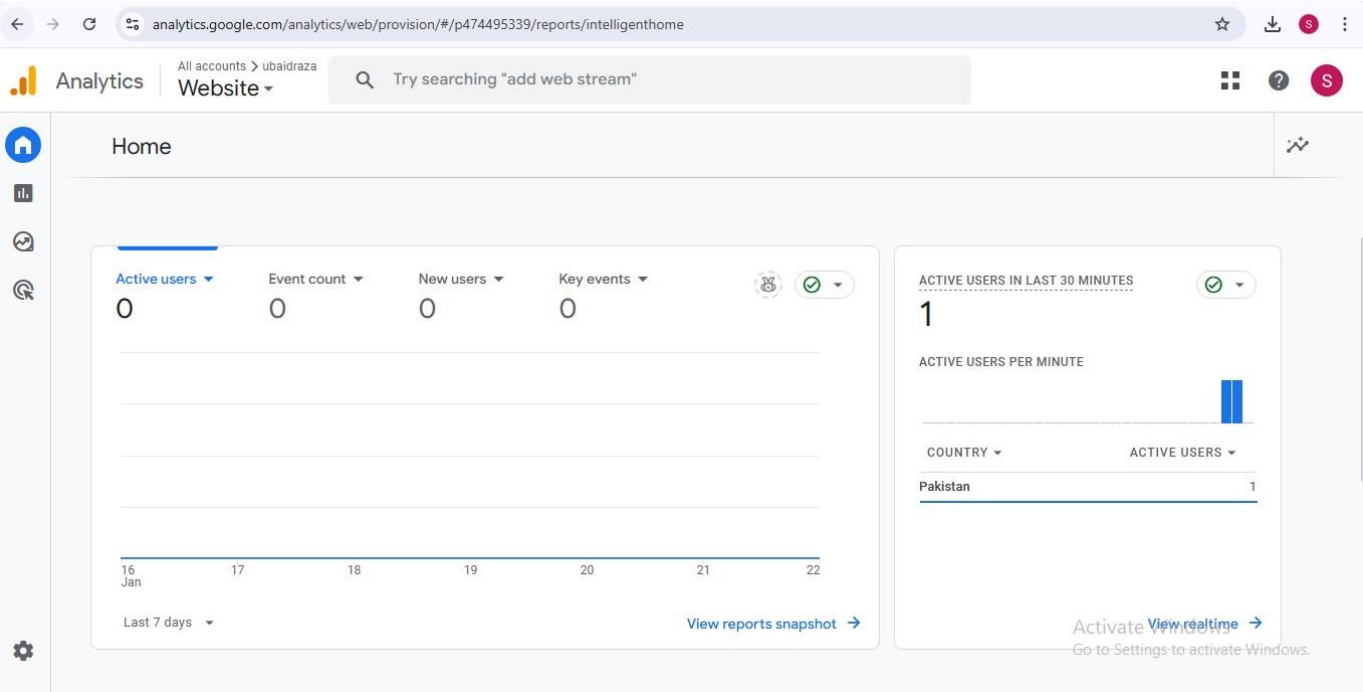 analytics.google.com/analytics/web/provision/#/p474495339/reports/intelligenthome
S
Analytics
All accounts > ubaidraza
Website
Try searching "add web stream"
S
Home
Active users
0
Event count
0
New users
0
Key events
0
16
Jan
17
18
19
20
21
22
Last 7 days
View reports snapshot
ACTIVE USERS IN LAST 30 MINUTES
1
ACTIVE USERS PER MINUTE
COUNTRY
ACTIVE USERS
Pakistan
1
View realtime
Activate Windows
Go to Settings to activate Windows.